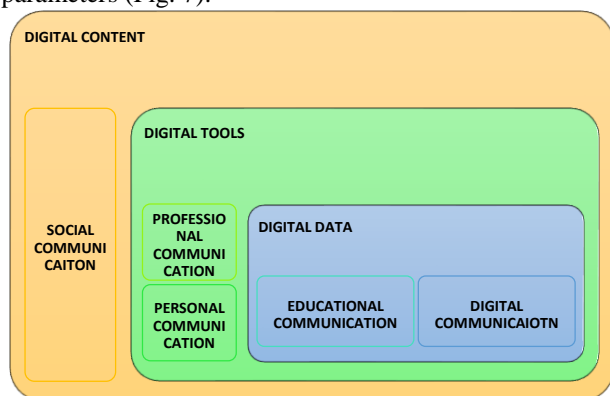 parameters (Fig. 7).
DIGITAL CONTENT
DIGITAL TOOLS
SOCIAL
COMMUNI
CAITON
PROFESSIO
NAL
COMMUNI
CATION
PERSONAL
COMMUNI
CATION
DIGITAL DATA
EDUCATIONAL
COMMUNICATION
DIGITAL
COMMUNICAIOTN